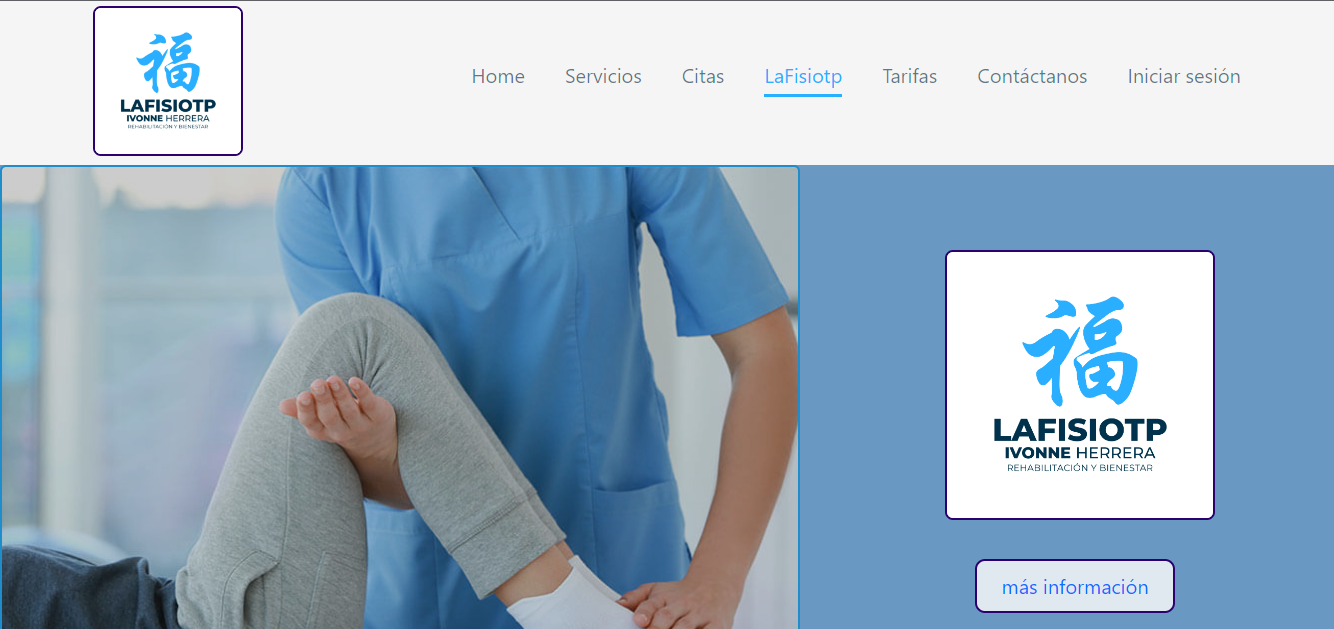 福
LAFISIOTP
IVONNE HERRERA
REHABILITACIÓN Y BIENESTAR
Home Servicios Citas LaFisiotp Tarifas Contáctanos Iniciar sesión
福
LAFISIOTP
IVONNE HERRERA
REHABILITACIÓN Y BIENESTAR
más información